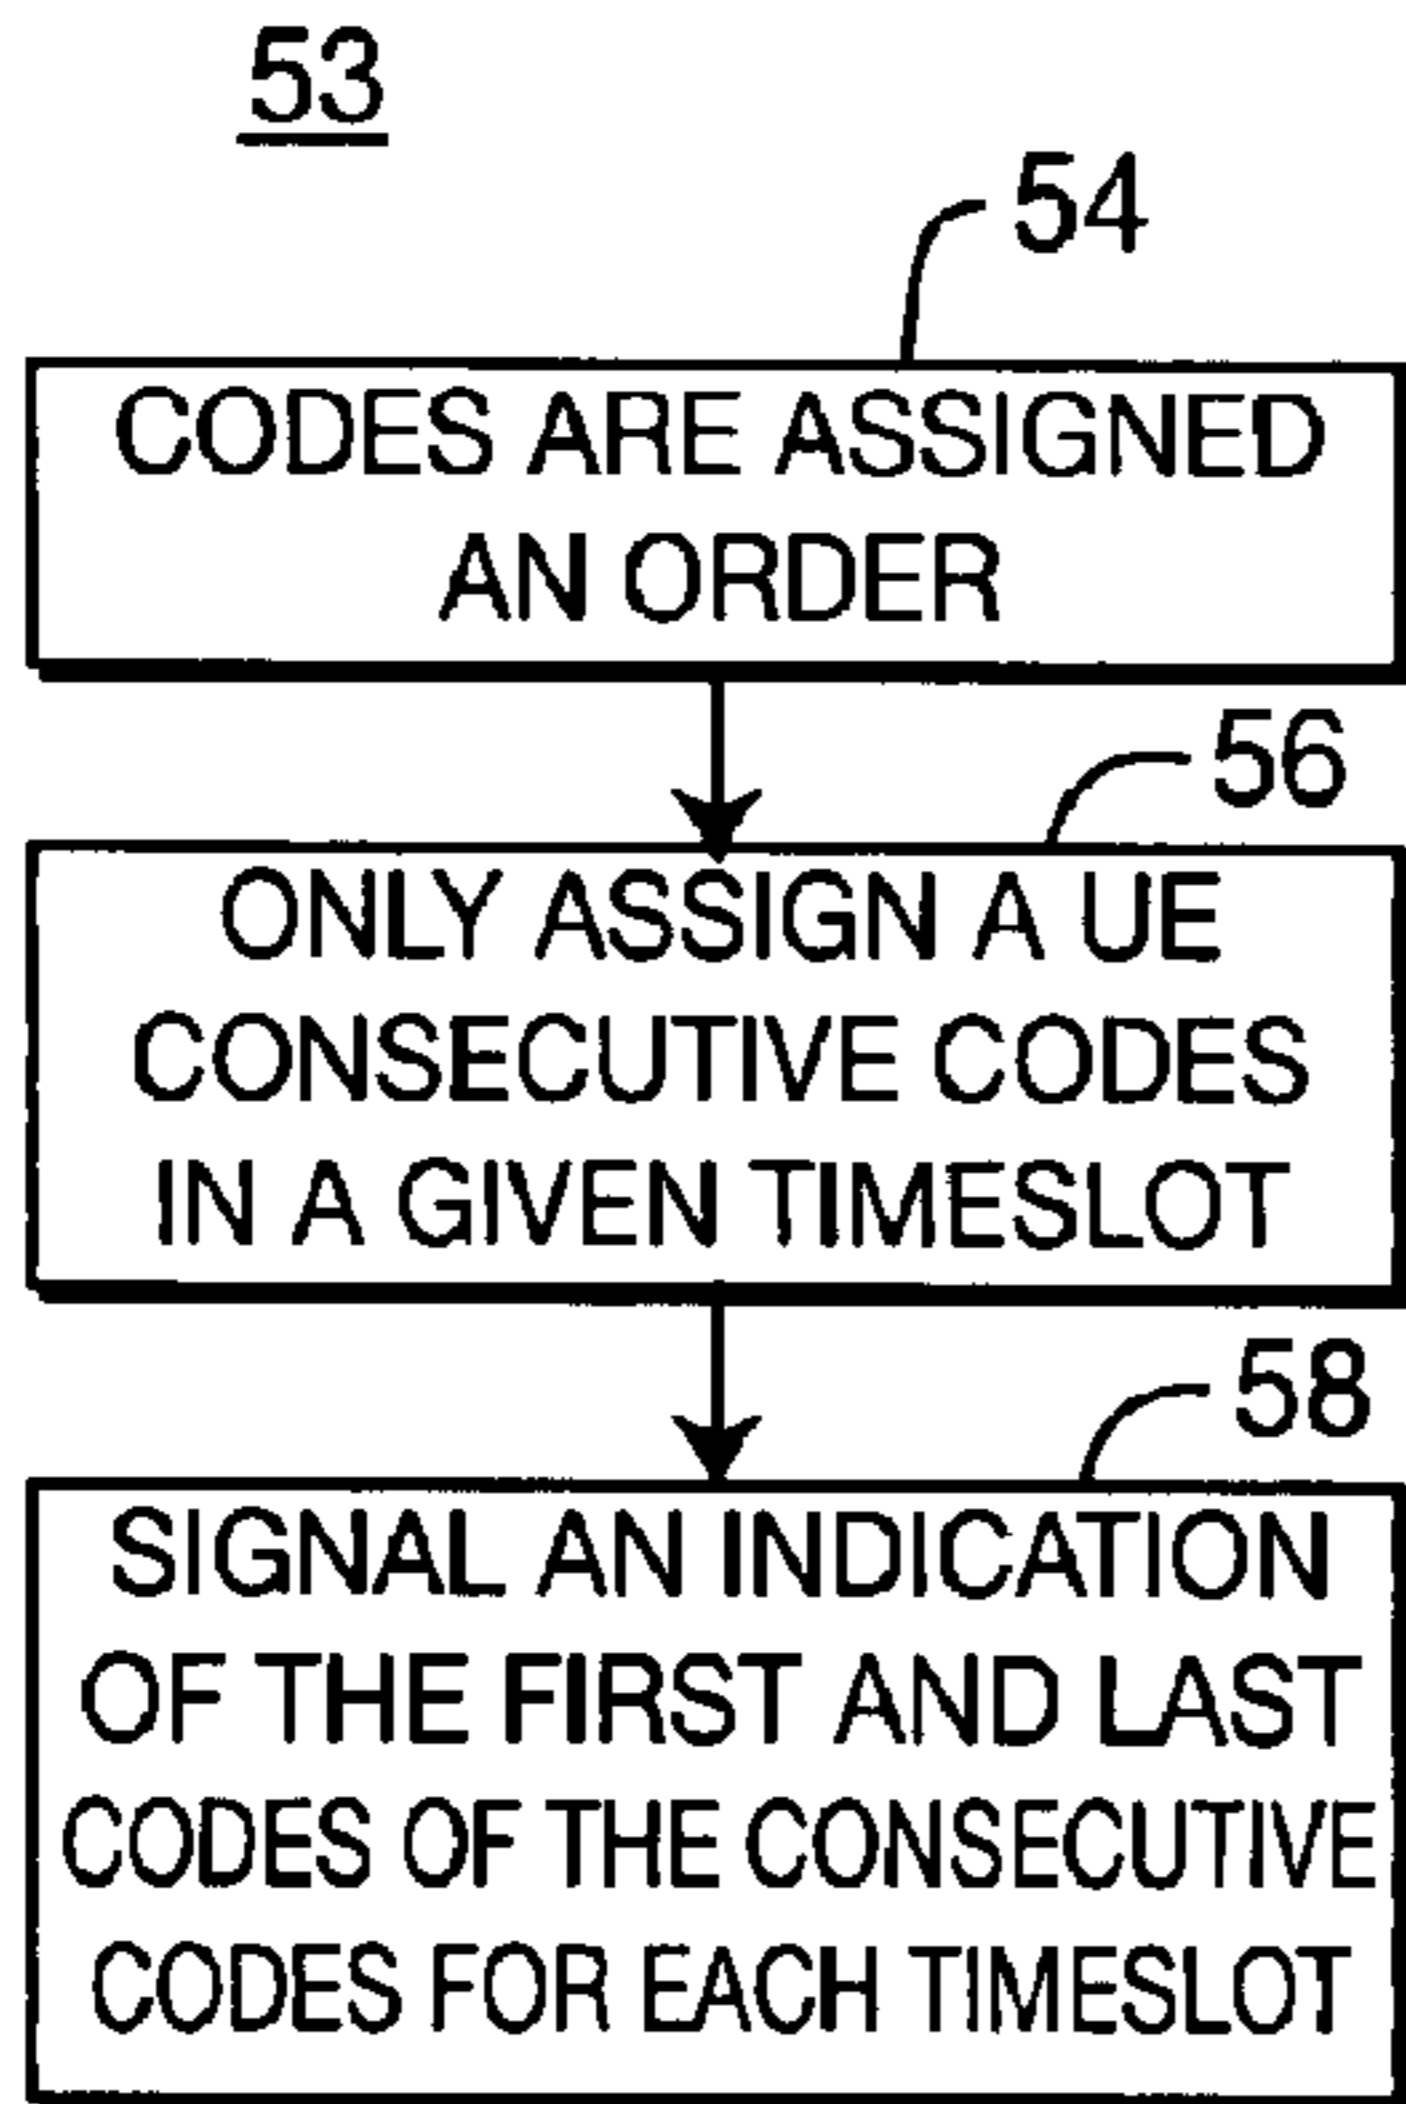 53
54
CODES ARE ASSIGNED
AN ORDER
56
ONLY ASSIGN A UE
CONSECUTIVE CODES
IN A GIVEN TIMESLOT
58
SIGNAL AN INDICATION
OF THE FIRST AND LAST
CODES OF THE CONSECUTIVE
CODES FOR EACH TIMESLOT